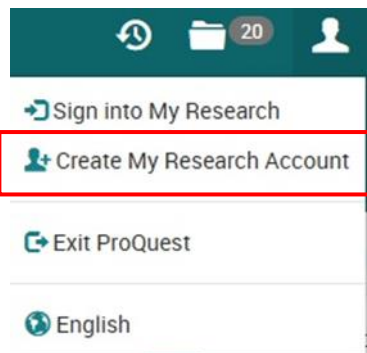 20
Sign into My Research
Create My Research Account
Exit ProQuest
English